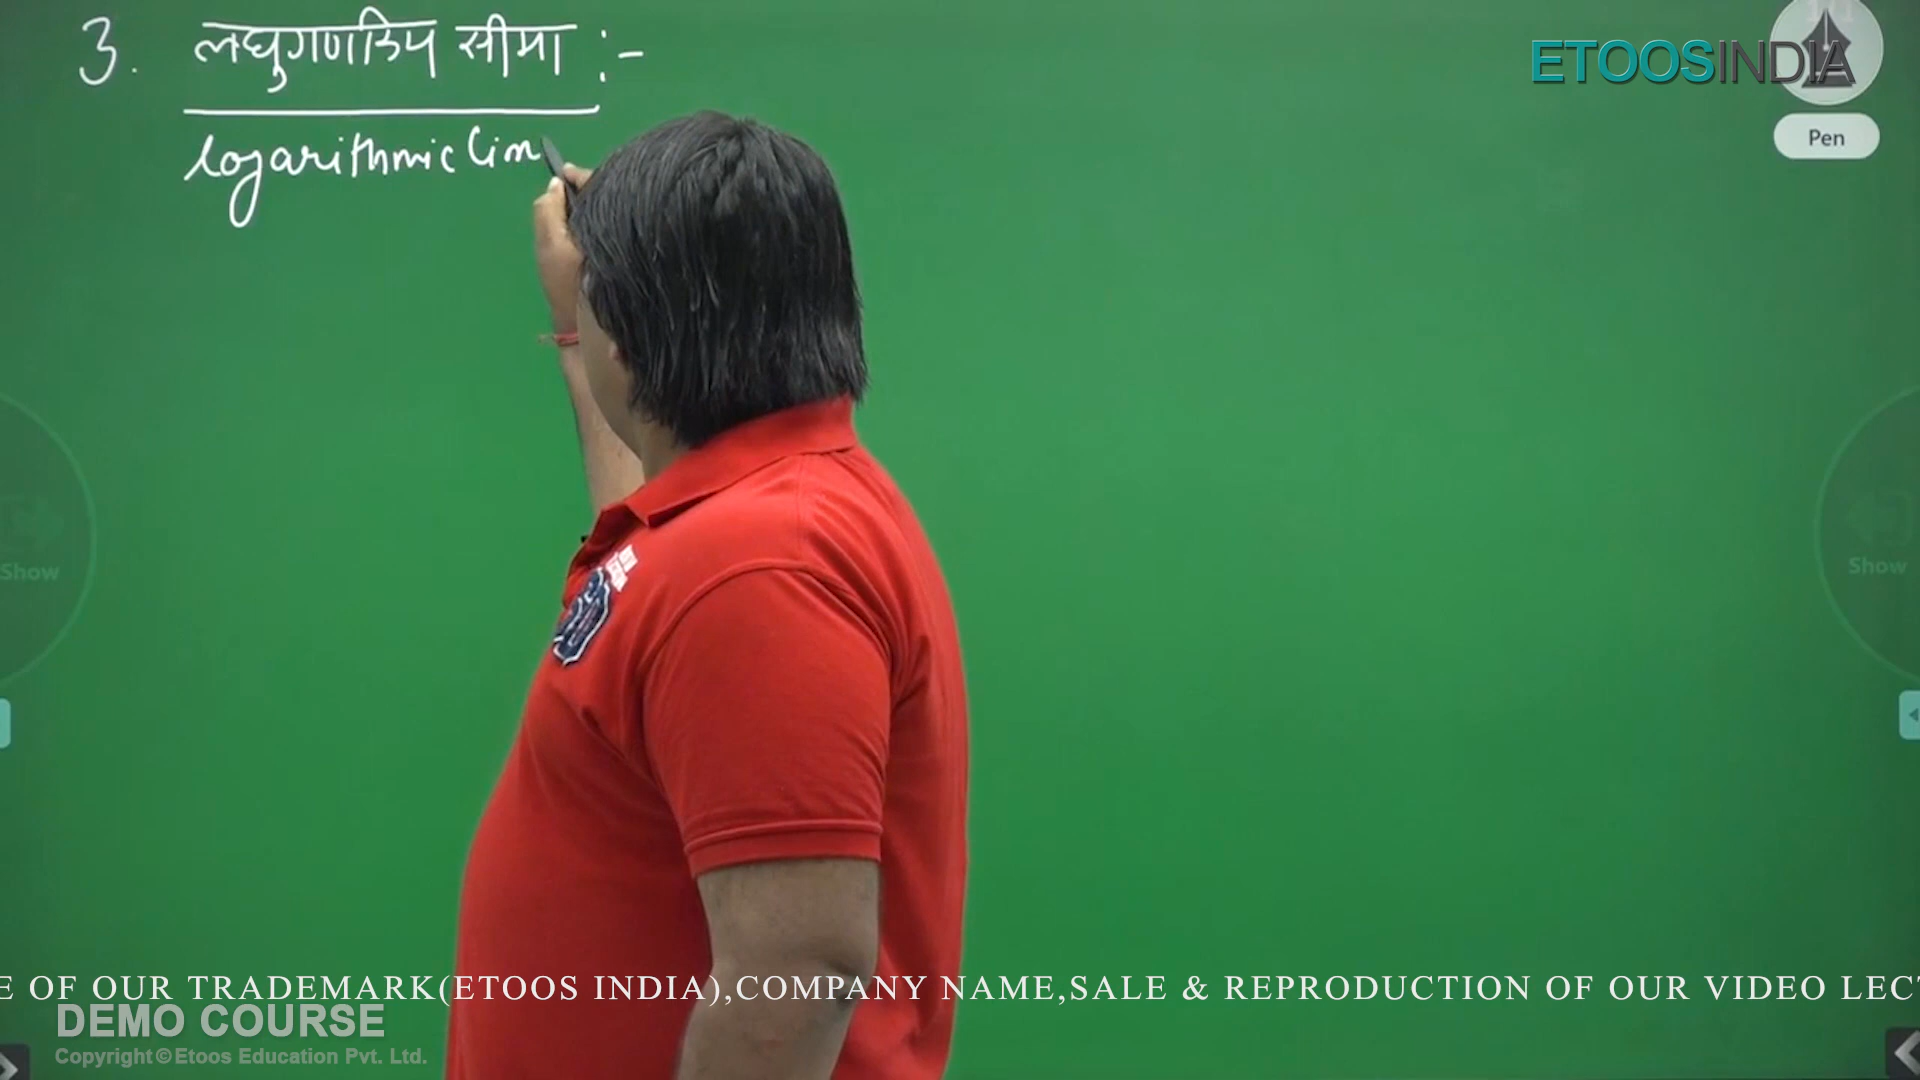 3. लघुगणकिय सीमा :-
logarithmic lim
ETOOSINDIA
Pen
Show
Show
E OF OUR TRADEMARK(ETOOS INDIA),COMPANY NAME,SALE & REPRODUCTION OF OUR VIDEO LECT
DEMO COURSE
Copyright©Etoos Education Pvt. Ltd.